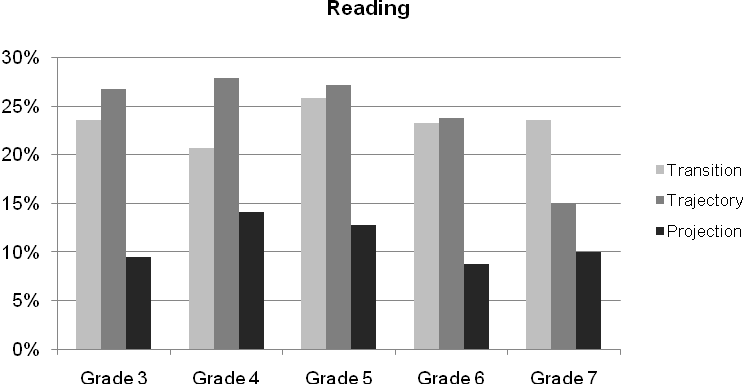 Reading
30%
25%
20%
15%
10%
5%
0%
Grade 3 Grade 4 Grade 5 Grade 6 Grade 7
Transition
Trajectory
Projection